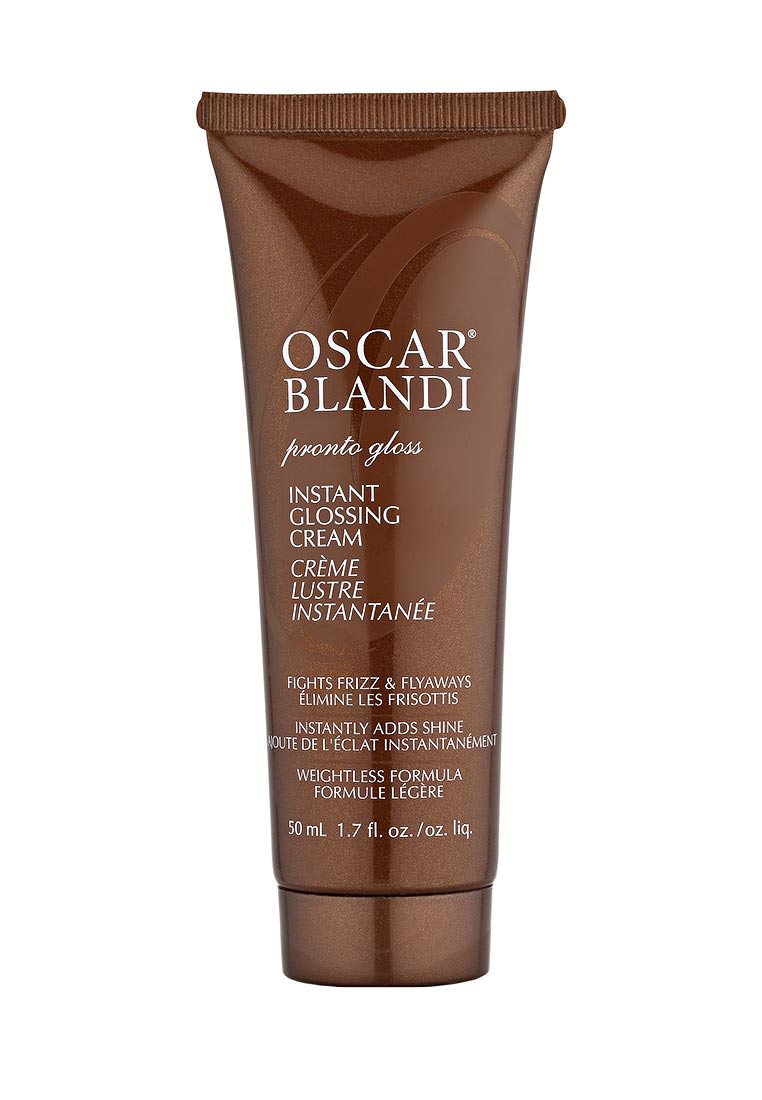 OSCAR®
BLANDI
pronto gloss
INSTANT
GLOSSING
CREAM
CRÈME
LUSTRE
INSTANTANÉE
FIGHTS FRIZZ & FLYAWAYS
ÉLIMINE LES FRISOTTIS
INSTANTLY ADDS SHINE
AJOUTE DE L'ÉCLAT INSTANTANÉMENT
WEIGHTLESS FORMULA
FORMULE LÉGÈRE
50 mL 1.7 fl. oz./oz. liq.